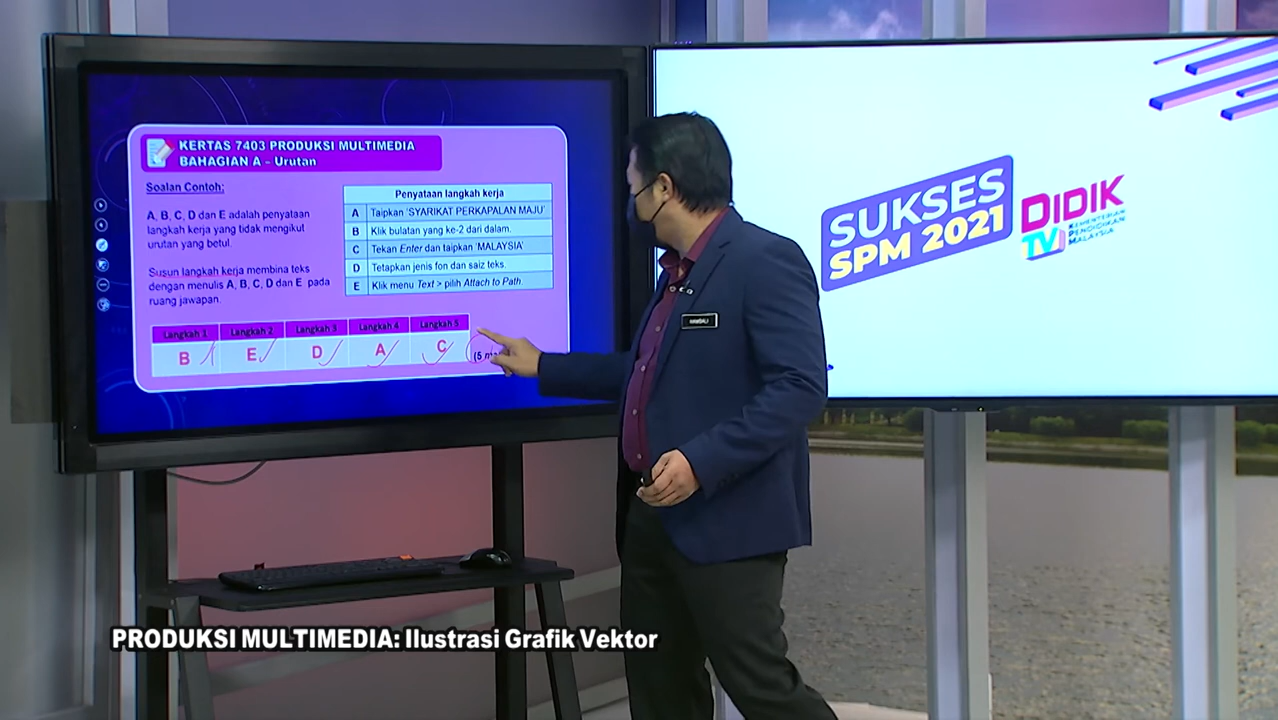 KERTAS 7403 PRODUKSI MULTIMEDIA
BAHAGIAN A – Urutan
Soalan Contoh:
A, B, C, D dan E adalah penyataan
langkah kerja yang tidak mengikut
urutan yang betul.
Susun langkah kerja membina teks
dengan menulis A, B, C, D dan E pada
ruang jawapan.
Penyataan langkah kerja
A Taipkan 'SYARIKAT PERKAPALAN MAJU'
B Klik bulatan yang ke-2 dari dalam.
C Tekan Enter dan taipkan 'MALAYSIA'
D Tetapkan jenis fon dan saiz teks.
E Klik menu Text > pilih Attach to Path.
Langkah 1 Langkah 2 Langkah 3 Langkah 4 Langkah 5
B E D A C
(5
SUKSES
SPM 2021
DIDIK
TV
KEMENTERIAN
PENDIDIKAN
MALAYSIA
PRODUKSI MULTIMEDIA: Ilustrasi Grafik Vektor